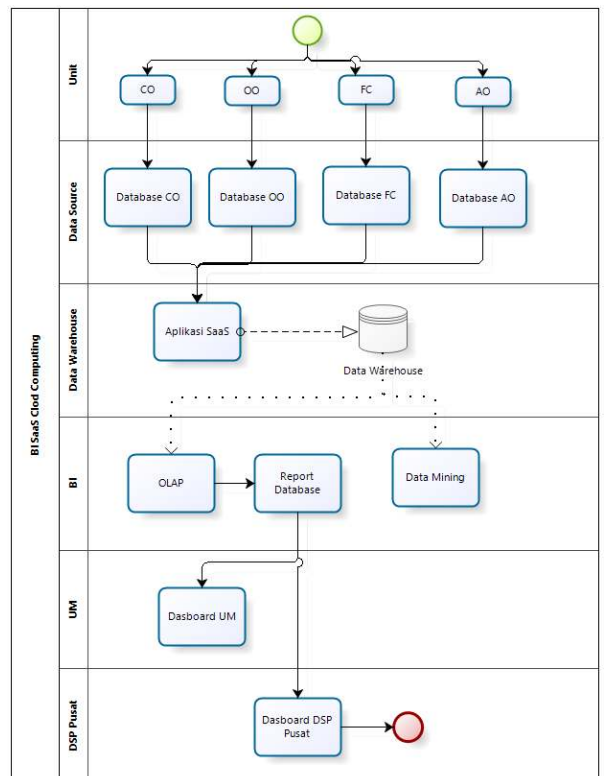 BI SaaS Clod Computing
Unit
CO
OO
FC
AO
Data Source
Database CO
Database OO
Database FC
Database AO
Data Warehouse
Aplikasi SaaS
Data Warehouse
BI
OLAP
Report
Database
Data Mining
UM
Dasboard UM
DSP Pusat
Dasboard DSP
Pusat